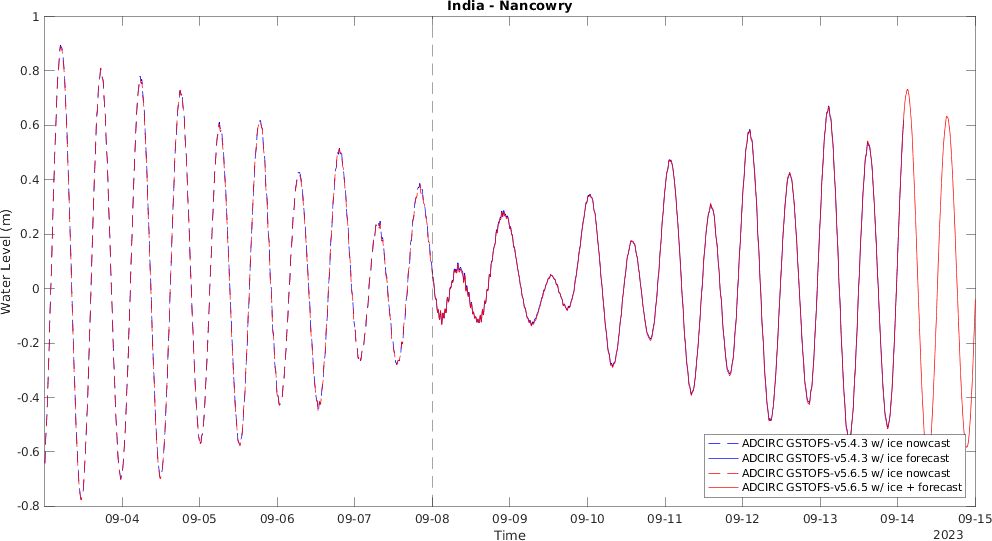 India - Nancowry
1
0.8
0.6
0.4
0.2
0
-0.2
-0.4
-0.6
-0.8
Water Level (m)
09-04 09-05 09-06 09-07 09-08 09-09 09-10 09-11 09-12 09-13 09-14 09-15
Time
2023
ADCIRC GSTOFS-v5.4.3 w/ ice nowcast
ADCIRC GSTOFS-v5.4.3 w/ ice forecast
ADCIRC GSTOFS-v5.6.5 w/ ice nowcast
ADCIRC GSTOFS-v5.6.5 w/ ice + forecast